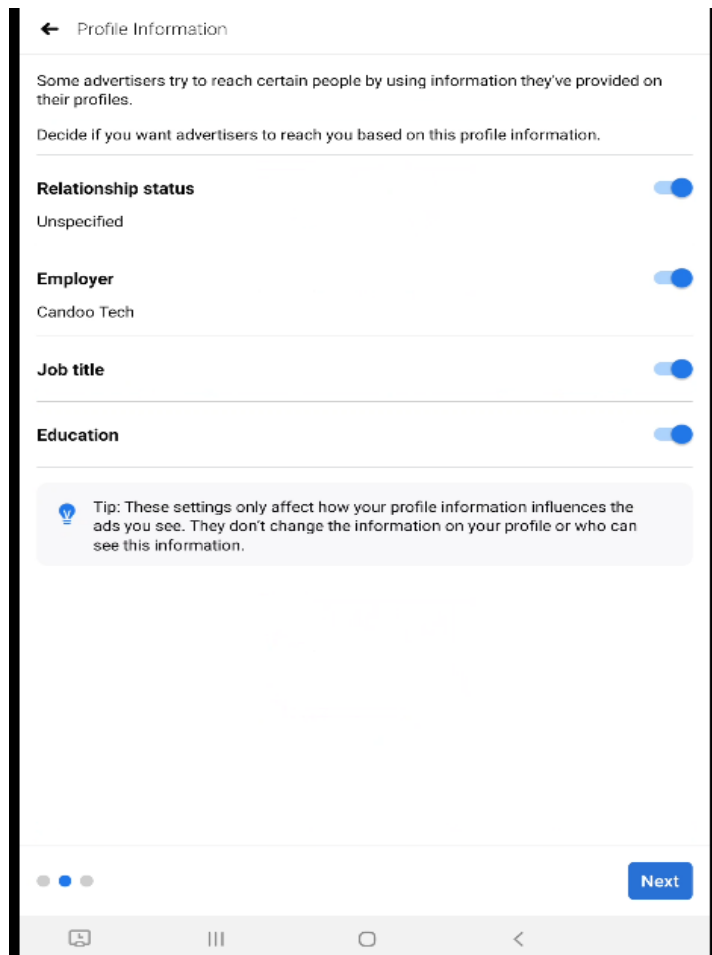 Profile Information
Some advertisers try to reach certain people by using information they've provided on
their profiles.
Decide if you want advertisers to reach you based on this profile information.
Relationship status
Unspecified
Employer
Candoo Tech
Job title
Education
Tip: These settings only affect how your profile information influences the
ads you see. They don't change the information on your profile or who can
see this information.
Next